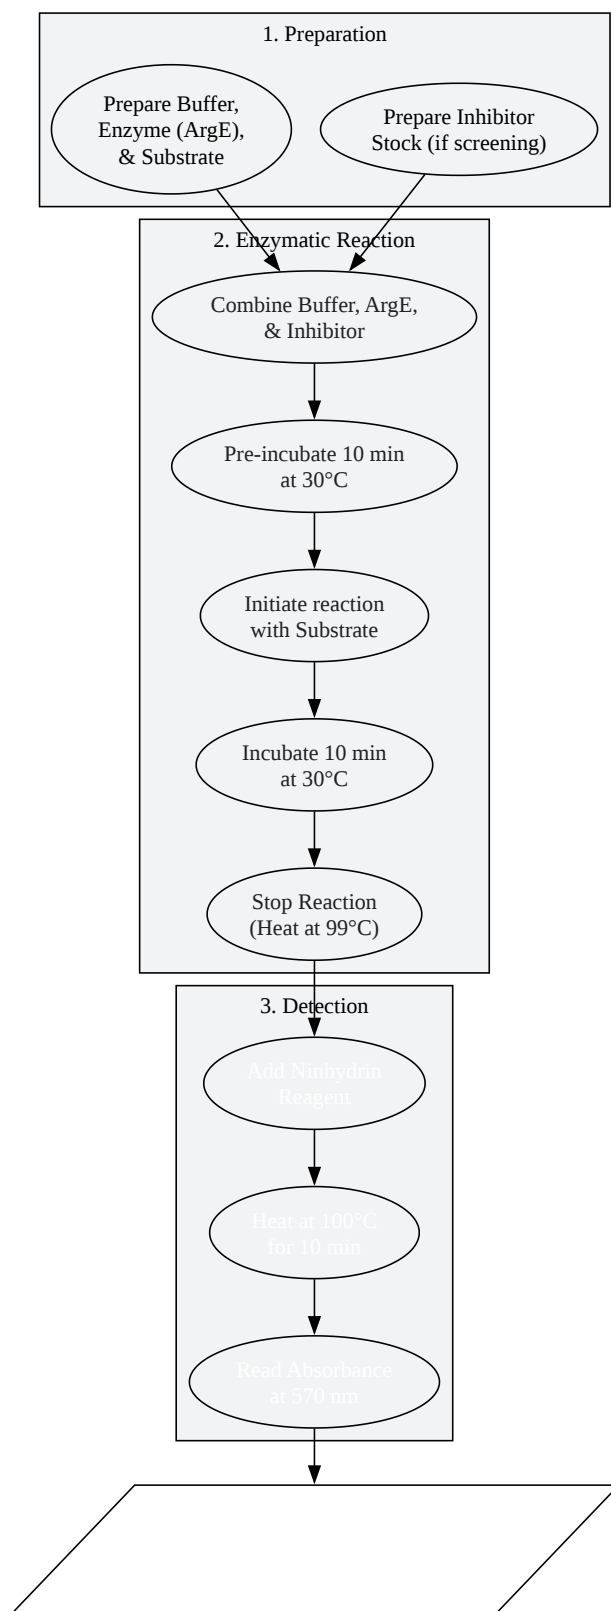 1. Preparation
Prepare Buffer,
Enzyme (ArgE),
& Substrate
Prepare Inhibitor
Stock (if screening)
2. Enzymatic Reaction
Combine Buffer, ArgE,
& Inhibitor
Pre-incubate 10 min
at 30°C
Initiate reaction
with Substrate
Incubate 10 min
at 30°C
Stop Reaction
(Heat at 99°C)
3. Detection
Add Ninhydrin
Reagent
Heat at 100°C
for 10 min
Read Absorbance
at 570 nm